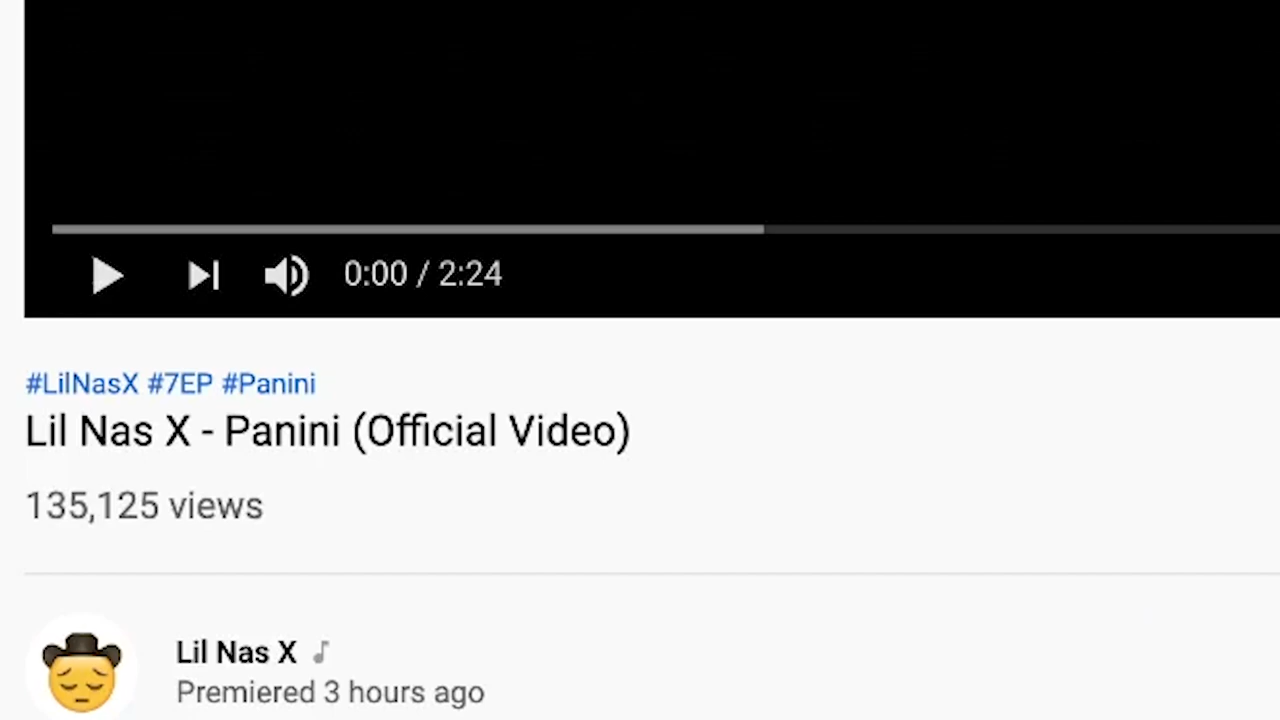 0:00 / 2:24
#LilNasX #7EP #Panini
Lil Nas X - Panini (Official Video)
135,125 views
Lil Nas X
Premiered 3 hours ago